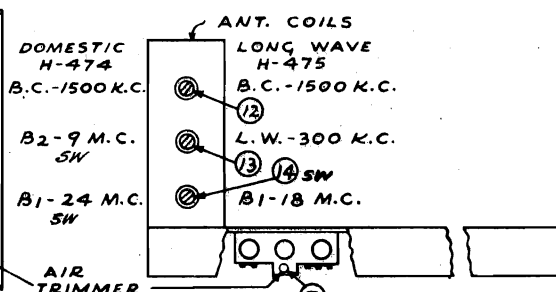 ANT. COILS
DOMESTIC
H-474
LONG WAVE
H-475
B.C.-1500 K.C.
B.C.-1500 K.C.
12
B2-9 M.C.
SW
L.W.-300 K.C.
13
14 SW
B1-24 M.C.
SW
B1-18 M.C.
AIR
TRIMMER